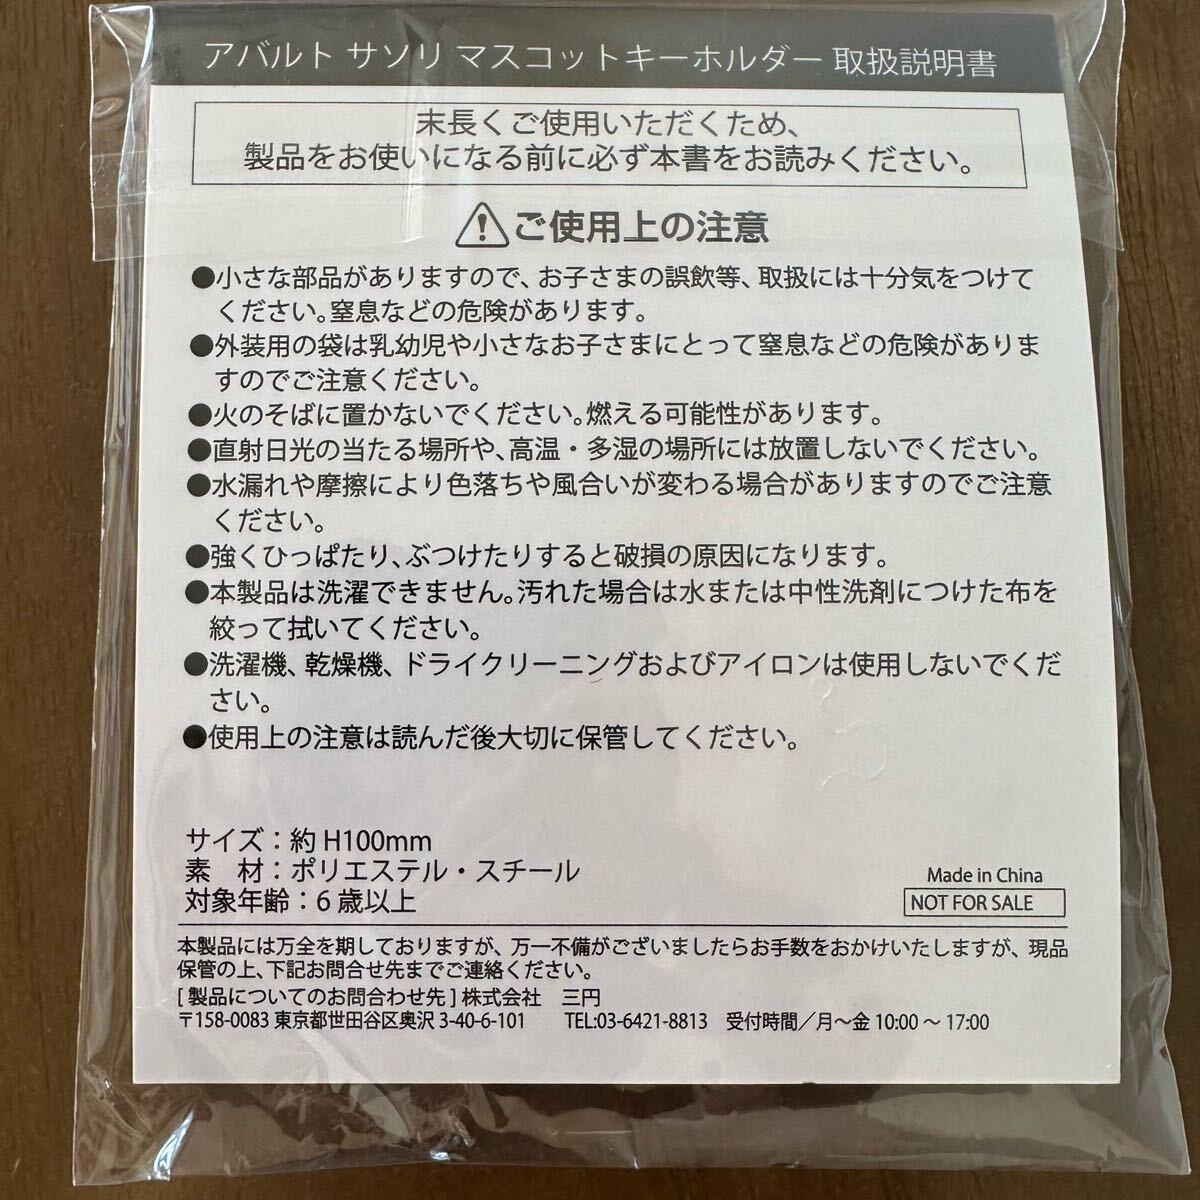 アバルト サソリ マスコットキーホルダー 取扱説明書
末長くご使用いただくため、
製品をお使いになる前に必ず本書をお読みください。
ご使用上の注意
●小さな部品がありますので、お子さまの誤飲等、取扱には十分気をつけて
ください。窒息などの危険があります。
●外装用の袋は乳幼児や小さなお子さまにとって窒息などの危険がありま
すのでご注意ください。
●火のそばに置かないでください。燃える可能性があります。
●直射日光の当たる場所や、高温・多湿の場所には放置しないでください。
●水漏れや摩擦により色落ちや風合いが変わる場合がありますのでご注意
ください。
●強くひっぱたり、ぶつけたりすると破損の原因になります。
●本製品は洗濯できません。汚れた場合は水または中性洗剤につけた布を
絞って拭いてください。
●洗濯機、乾燥機、ドライクリーニングおよびアイロンは使用しないでくだ
さい。
●使用上の注意は読んだ後大切に保管してください。
サイズ：約 H100mm
素　材：ポリエステル・スチール
対象年齢：6 歳以上
Made in China
NOT FOR SALE
本製品には万全を期しておりますが、万一不備がございましたらお手数をおかけいたしますが、現品
保管の上、下記お問合せ先までご連絡ください。
[ 製品についてのお問合わせ先 ] 株式会社　三円
〒158-0083 東京都世田谷区奥沢 3-40-6-101　TEL:03-6421-8813　受付時間／月～金 10:00 ～ 17:00